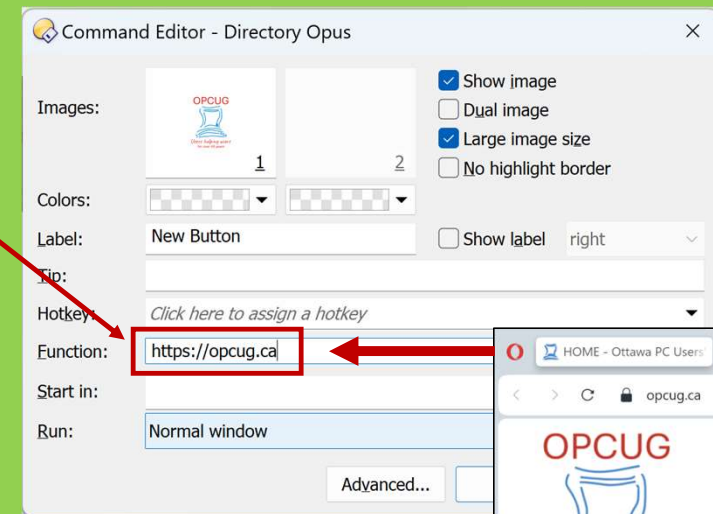 Command Editor - Directory Opus
Images:
OPCUG
1
2
Show image
Dual image
Large image size
No highlight border
Colors:
Label:
New Button
Show label
right
Tip:
Hotkey:
Click here to assign a hotkey
Function:
https://opcug.ca
Start in:
Run:
Normal window
Advanced...
HOME - Ottawa PC Users'
opcug.ca
OPCUG